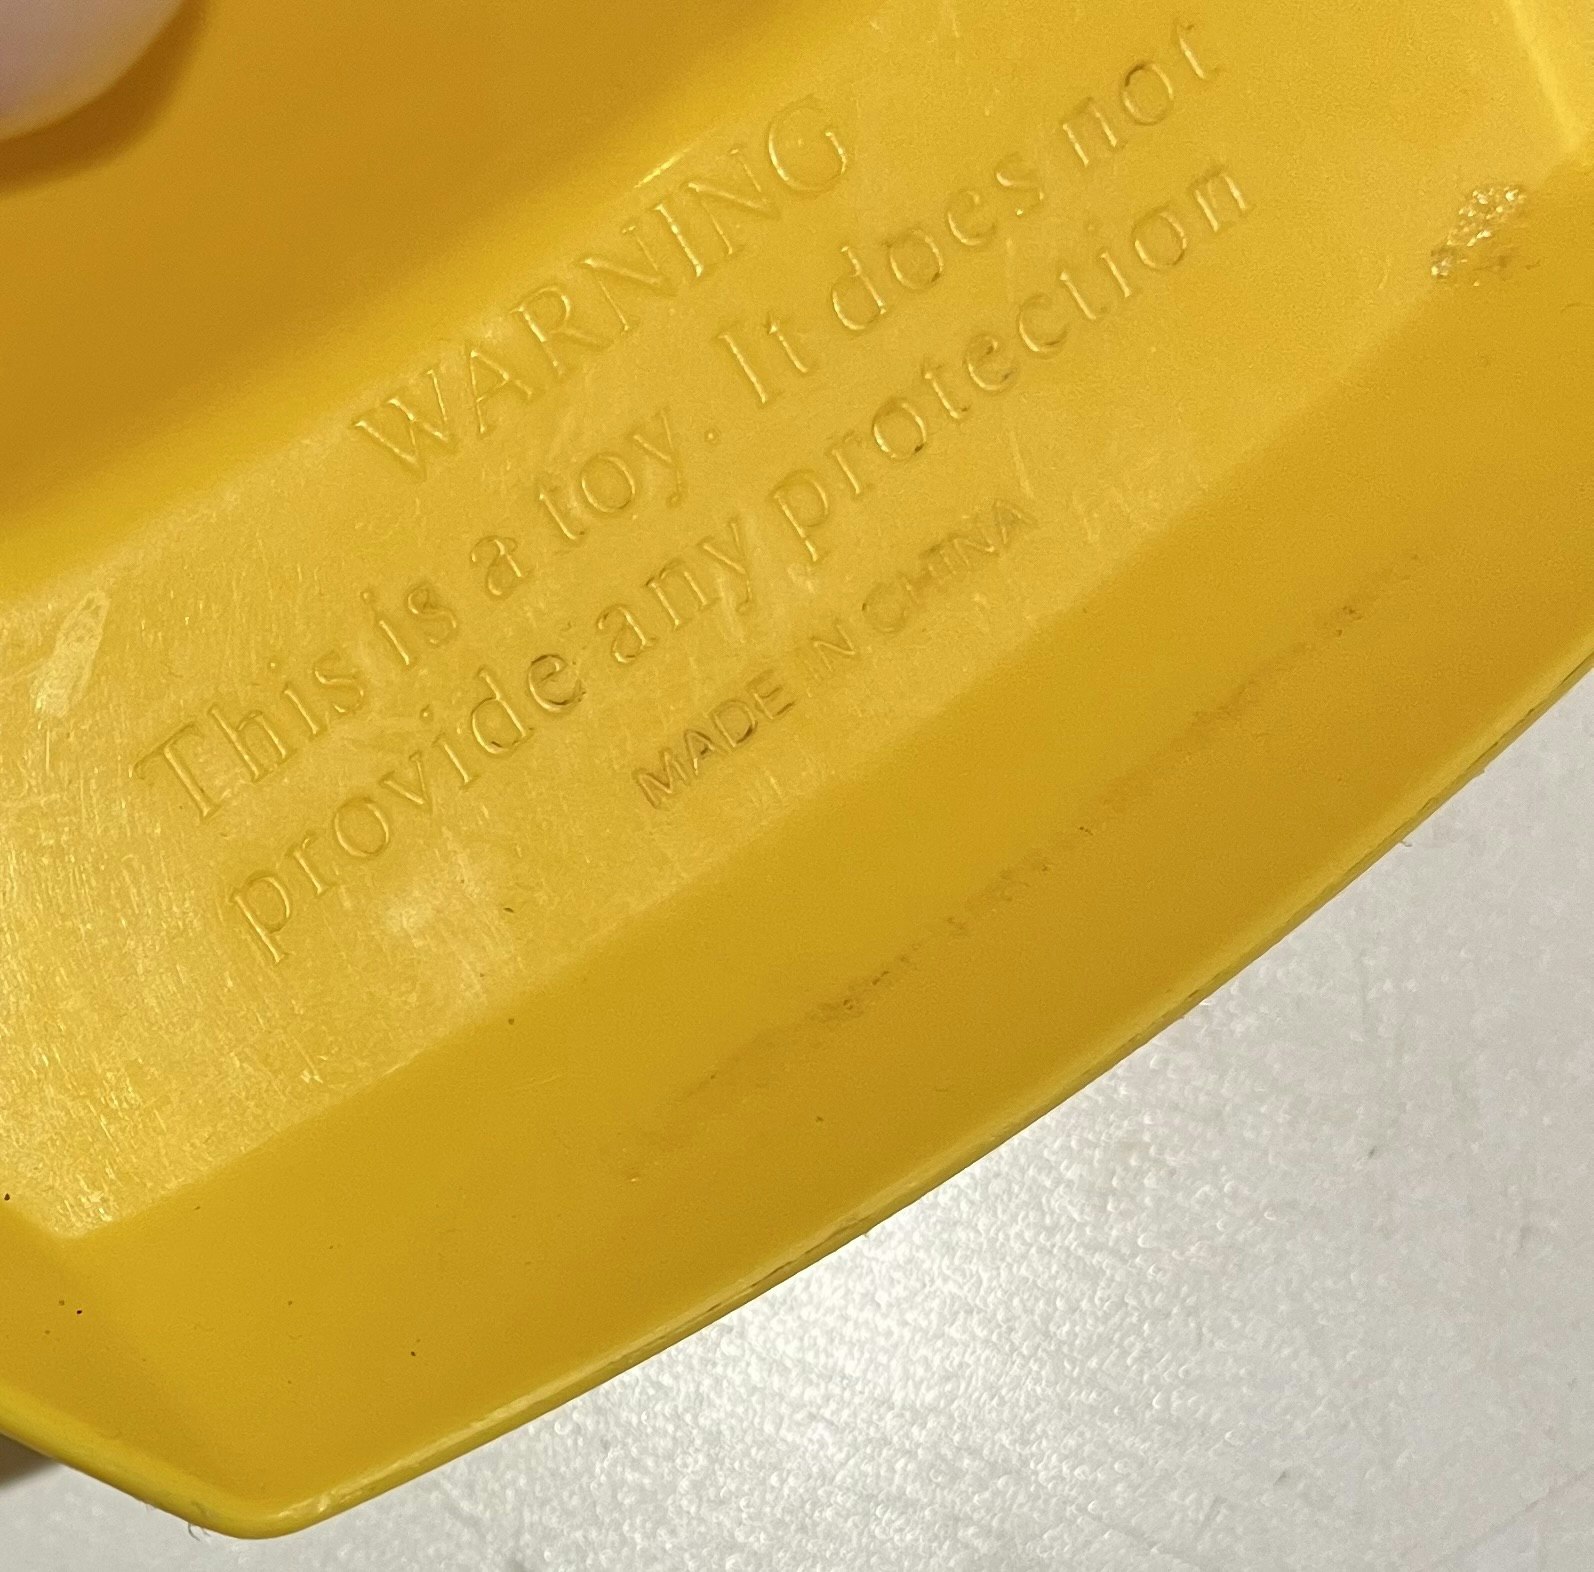 WARNING
This is a toy. It does not
provide any protection
MADE IN CHINA